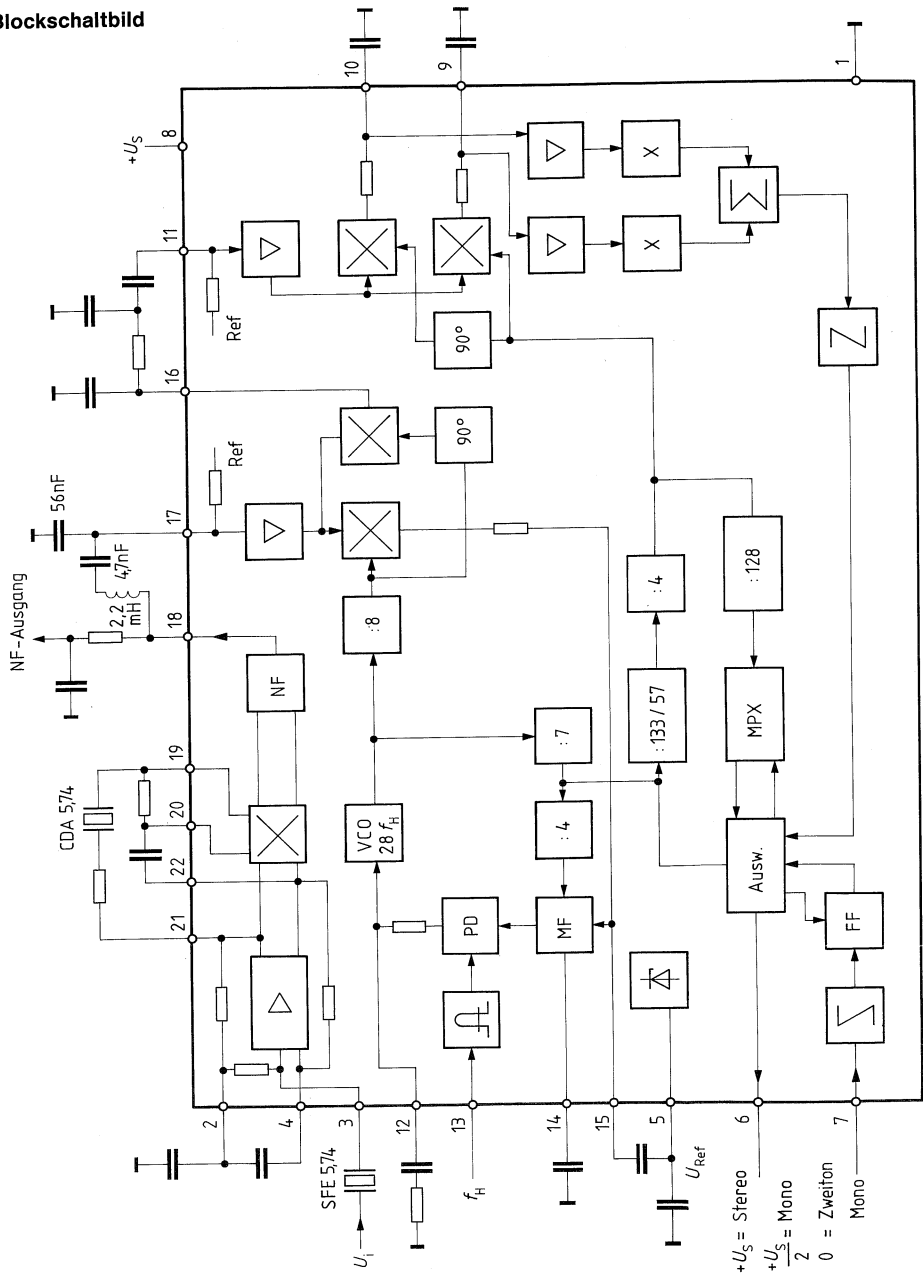 Blockschaltbild
10
9
1
+U_S
8
11
Ref
90°
X
X
Σ
16
17
Ref
56nF
4,7nF
2,2 mH
NF-Ausgang
18
NF
19
20
22
21
CDA 5,74
90°
:8
VCO
28 f_H
:7
:4
:133/57
:4
:128
MPX
Ausw.
FF
PD
MF
2
4
3
12
13
14
15
5
6
7
SFE 5,74
U_i
f_H
U_Ref
+U_S = Stereo
+U_S/2 = Mono
0 = Zweiton
Mono